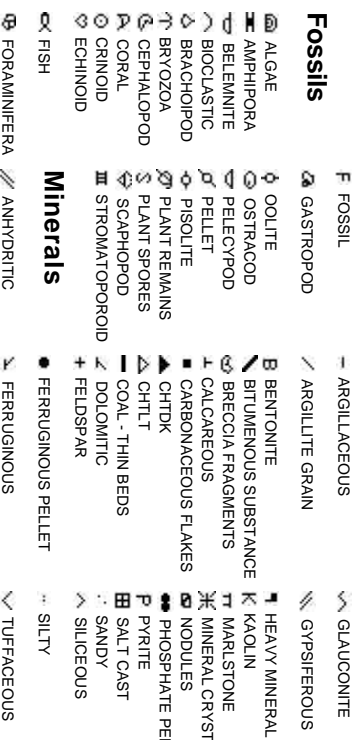 Fossils
ALGAE
AMPHIPORA
BELEMNITE
BIOCLASTIC
BRACHOIPOD
BRYOZOA
CEPHALOPOD
CORAL
CRINOID
ECHINOID
FISH
FORAMINIFERA
FOSSIL
GASTROPOD
OOLITE
OSTRACOD
PELECYPOD
PELLET
PISOLITE
PLANT REMAINS
PLANT SPORES
SCAPHOPOD
STROMATOPOROID
Minerals
ANHYDRITIC
ARGILLACEOUS
ARGILLITE GRAIN
BENTONITE
BITUMENOUS SUBSTANCE
BRECCIA FRAGMENTS
CALCAREOUS
CARBONACEOUS FLAKES
CHTDK
CHTLT
COAL - THIN BEDS
DOLOMITIC
FELDSPAR
FERRUGINOUS PELLET
FERRUGINOUS
GLAUCONITE
GYPSIFEROUS
HEAVY MINERAL
KAOLIN
MARLSTONE
MINERAL CRYST
NODULES
PHOSPHATE
PYRITE
SALT CAST
SANDY
SILICEOUS
SILTY
TUFFACEOUS